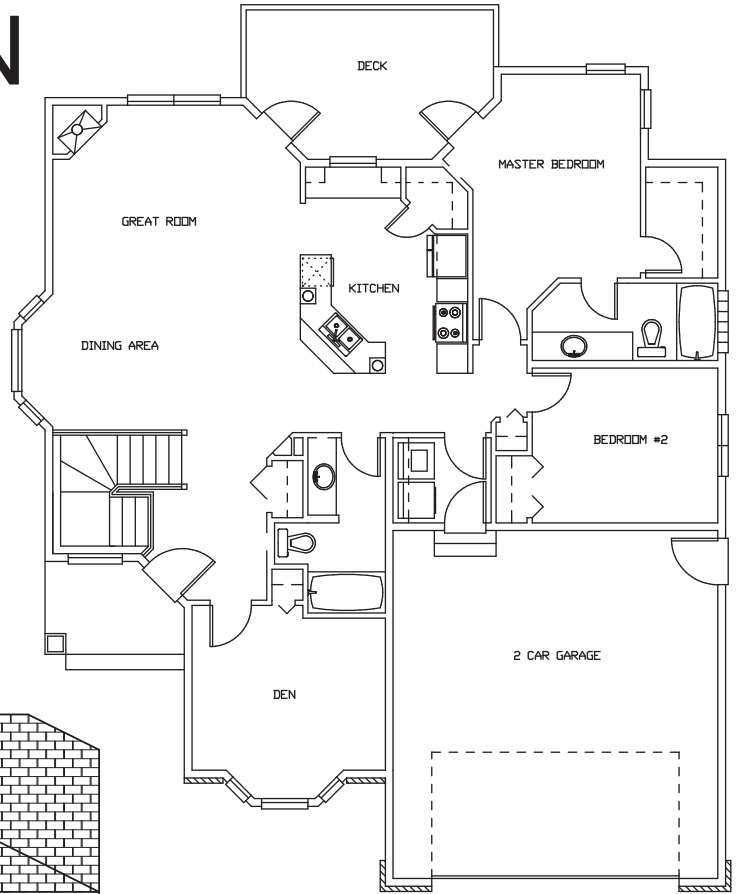 N
DECK
MASTER BEDROOM
GREAT ROOM
KITCHEN
DINING AREA
BEDROOM #2
2 CAR GARAGE
DEN